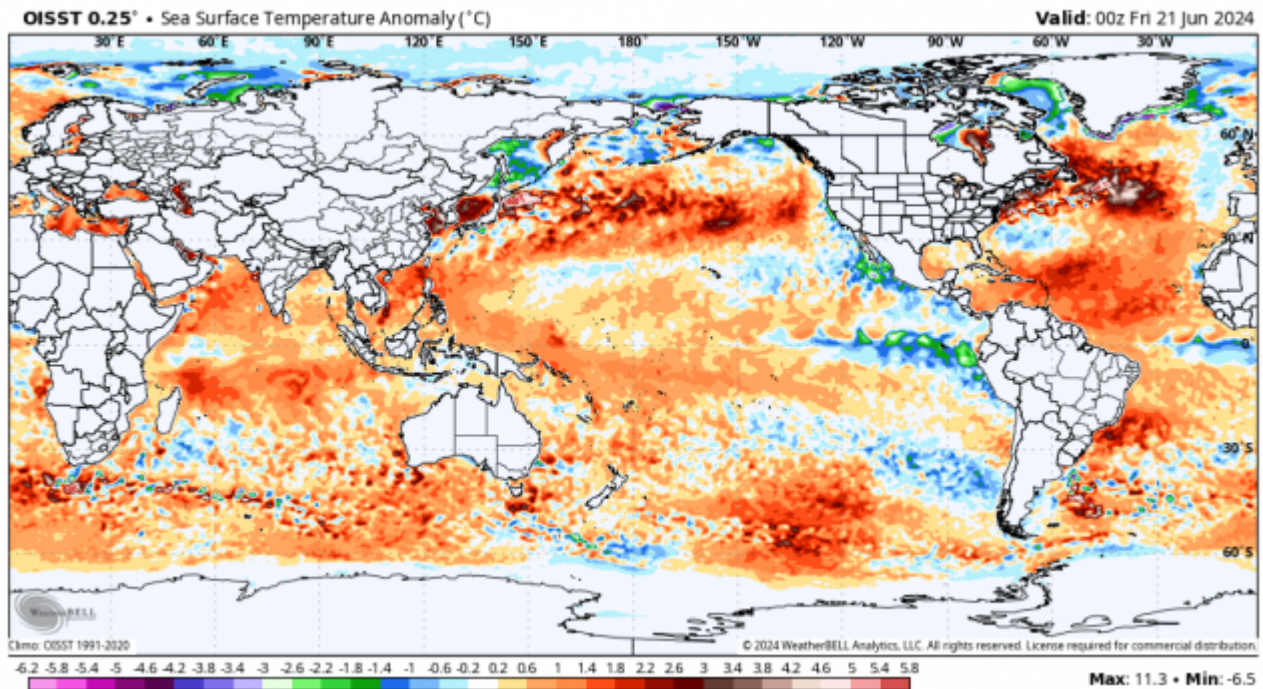 OISST 0.25° • Sea Surface Temperature Anomaly (°C)
Valid: 00z Fri 21 Jun 2024
30°E 60°E 90°E 120°E 150°E 180° 150°W 120°W 90°W 60°W 30°W
60°N
30°N
0
30°S
60°S
WeatherBELL
Climo: OISST 1991-2020
© 2024 WeatherBELL Analytics, LLC. All rights reserved. License required for commercial distribution.
-6.2 -5.8 -5.4 -5 -4.6 -4.2 -3.8 -3.4 -3 -2.6 -2.2 -1.8 -1.4 -1 -0.6 -0.2 0.2 0.6 1 1.4 1.8 2.2 2.6 3 3.4 3.8 4.2 4.6 5 5.4 5.8
Max: 11.3 • Min: -6.5